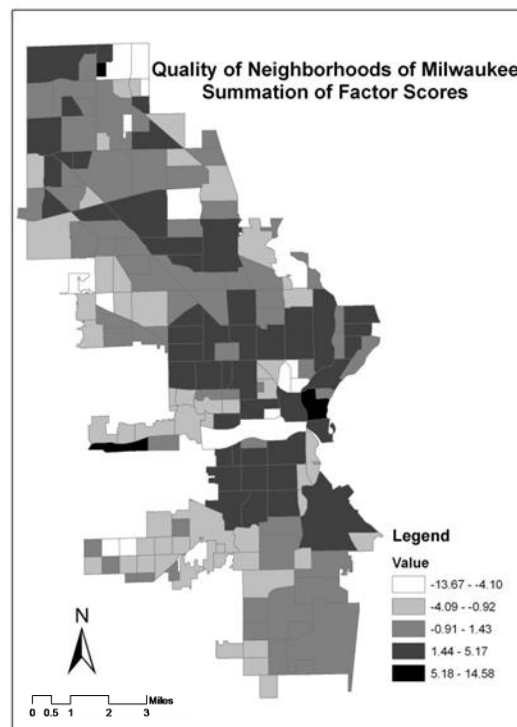 Quality of Neighborhoods of Milwaukee
Summation of Factor Scores
Legend
Value
-13.67 - -4.10
-4.09 - -0.92
-0.91 - 1.43
1.44 - 5.17
5.18 - 14.58
N
Miles
0 0.5 1 2 3